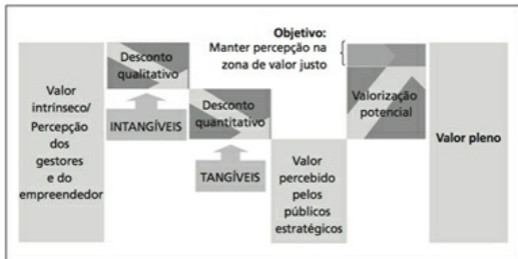 Valor
intrínseco/
Percepção
dos
gestores
e do
empreendedor
Desconto
qualitativo
INTANGÍVEIS
Desconto
quantitativo
TANGÍVEIS
Valor
percebido
pelos
públicos
estratégicos
Objetivo:
Manter percepção na
zona de valor justo
Valorização
potencial
Valor pleno